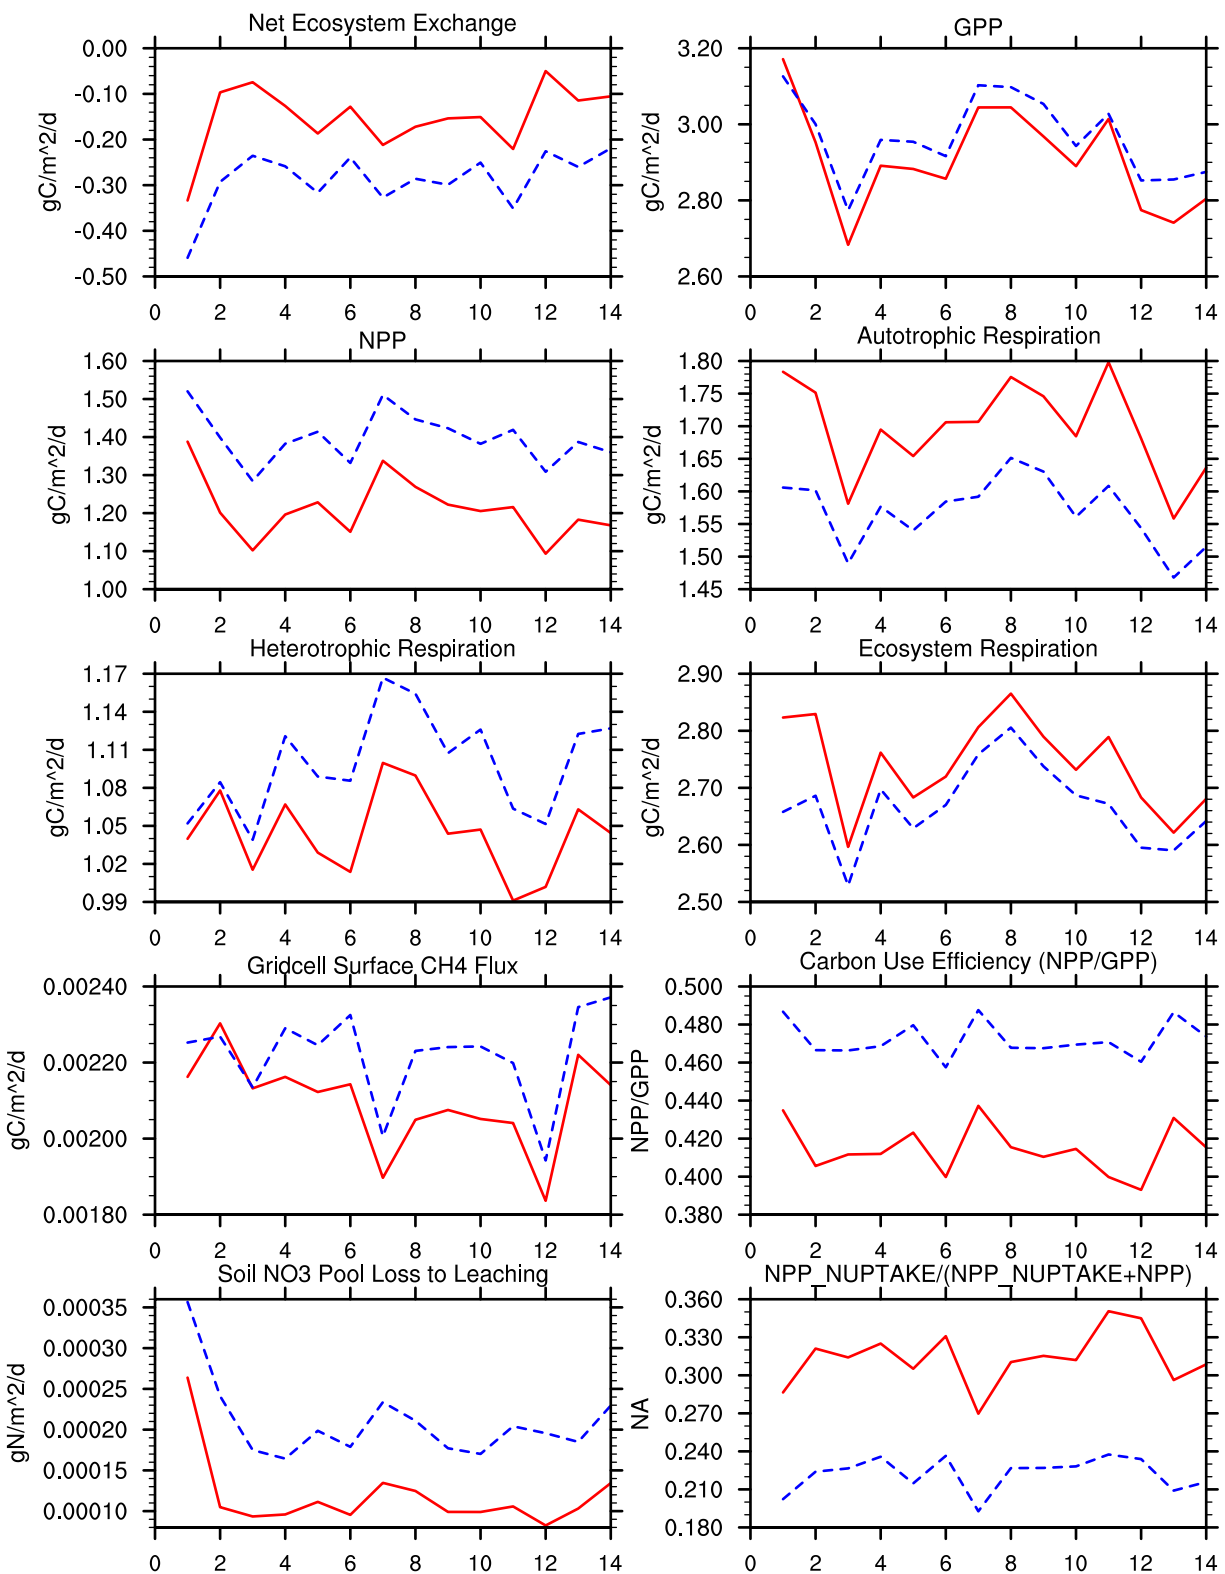 Net Ecosystem Exchange
gC/m^2/d
0.00
-0.10
-0.20
-0.30
-0.40
-0.50
0 2 4 6 8 10 12 14
GPP
gC/m^2/d
3.20
3.00
2.80
2.60
0 2 4 6 8 10 12 14
NPP
gC/m^2/d
1.60
1.50
1.40
1.30
1.20
1.10
1.00
0 2 4 6 8 10 12 14
Autotrophic Respiration
gC/m^2/d
1.80
1.75
1.70
1.65
1.60
1.55
1.50
1.45
0 2 4 6 8 10 12 14
Heterotrophic Respiration
gC/m^2/d
1.17
1.14
1.11
1.08
1.05
1.02
0.99
0 2 4 6 8 10 12 14
Ecosystem Respiration
gC/m^2/d
2.90
2.80
2.70
2.60
2.50
0 2 4 6 8 10 12 14
Gridcell Surface CH4 Flux
gC/m^2/d
0.00240
0.00220
0.00200
0.00180
0 2 4 6 8 10 12 14
Carbon Use Efficiency (NPP/GPP)
NPP/GPP
0.500
0.480
0.460
0.440
0.420
0.400
0.380
0 2 4 6 8 10 12 14
Soil NO3 Pool Loss to Leaching
gN/m^2/d
0.00035
0.00030
0.00025
0.00020
0.00015
0.00010
0 2 4 6 8 10 12 14
NPP_NUPTAKE/(NPP_NUPTAKE+NPP)
NA
0.360
0.330
0.300
0.270
0.240
0.210
0.180
0 2 4 6 8 10 12 14